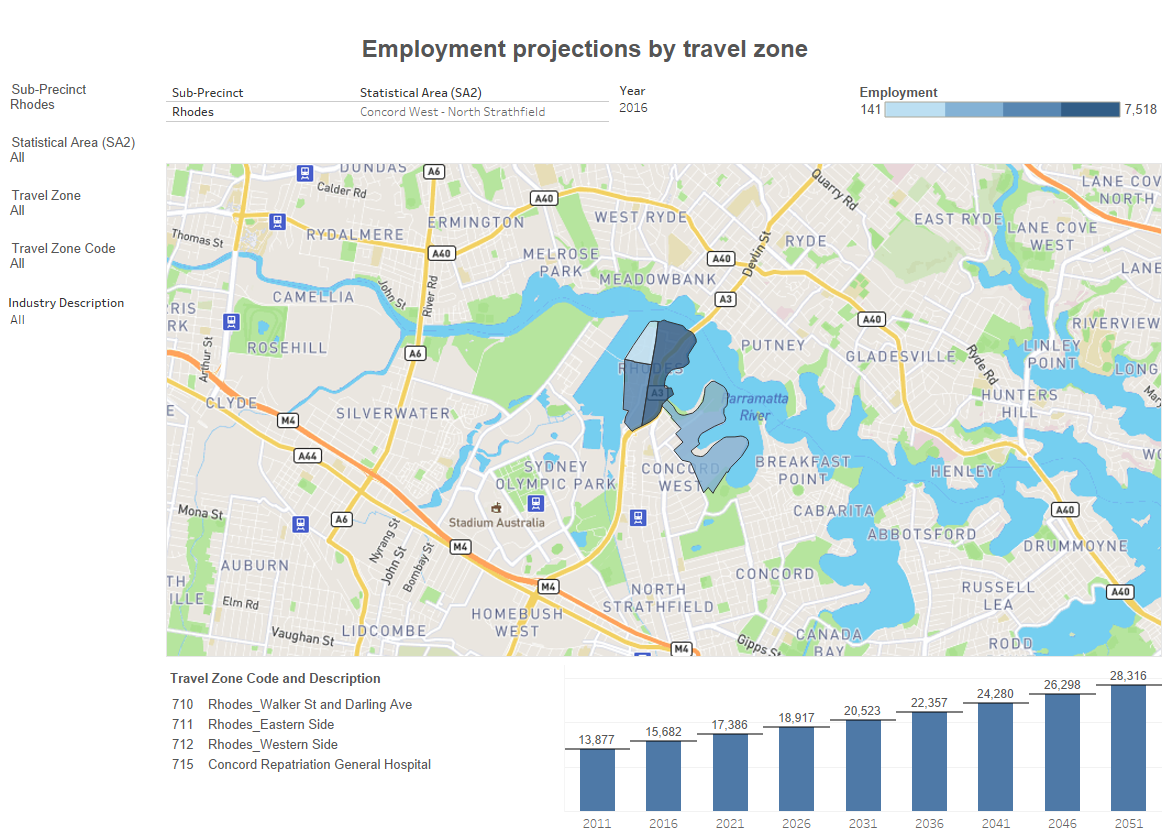 Employment projections by travel zone
Sub-Precinct
Rhodes
Statistical Area (SA2)
All
Travel Zone
All
Travel Zone Code
All
Industry Description
All
Sub-Precinct Statistical Area (SA2)
Rhodes Concord West - North Strathfield
Year
2016
Employment
141 7,518
DUNDAS
A6
Calder Rd
A40
Quarry Rd
LANE COV
NORTH
WEST RYDE
EAST RYDE
ERMINGTON
RYDALMERE
Thomas St
LANE COVE
WEST
RYDE
Devlin St
A40
MELROSE
PARK
A40
MEADOWBANK
LANE
CAMELLIA
John St
River Rd
A3
RIS
RK
A40
RIVERVIEW
ROSEHILL
Arthur St
A6
PUTNEY
GLADESVILLE
Ryde Rd
LINLEY
POINT
RHODES
LONG
A3
Parramatta
River
HUNTERS
HILL
Mary
E
CLYDE
M4
SILVERWATER
A44
SYDNEY
OLYMPIC PARK
CONCORD
WEST
BREAKFAST
POINT
HENLEY
WO
Mona St
A6
Stadium Australia
CABARITA
A40
ABBOTSFORD
Nyrang St
John St
Bombay St
M4
DRUMMOYNE
AUBURN
TH
ILLE
Elm Rd
M4
NORTH
STRATHFIELD
CONCORD
RUSSELL
LEA
A40
HOMEBUSH
WEST
Vaughan St
LIDCOMBE
M4
Gipps St
CANADA
BAY
RODD
Travel Zone Code and Description
710 Rhodes_Walker St and Darling Ave
711 Rhodes_Eastern Side
712 Rhodes_Western Side
715 Concord Repatriation General Hospital
13,877 15,682 17,386 18,917 20,523 22,357 24,280 26,298 28,316
2011 2016 2021 2026 2031 2036 2041 2046 2051